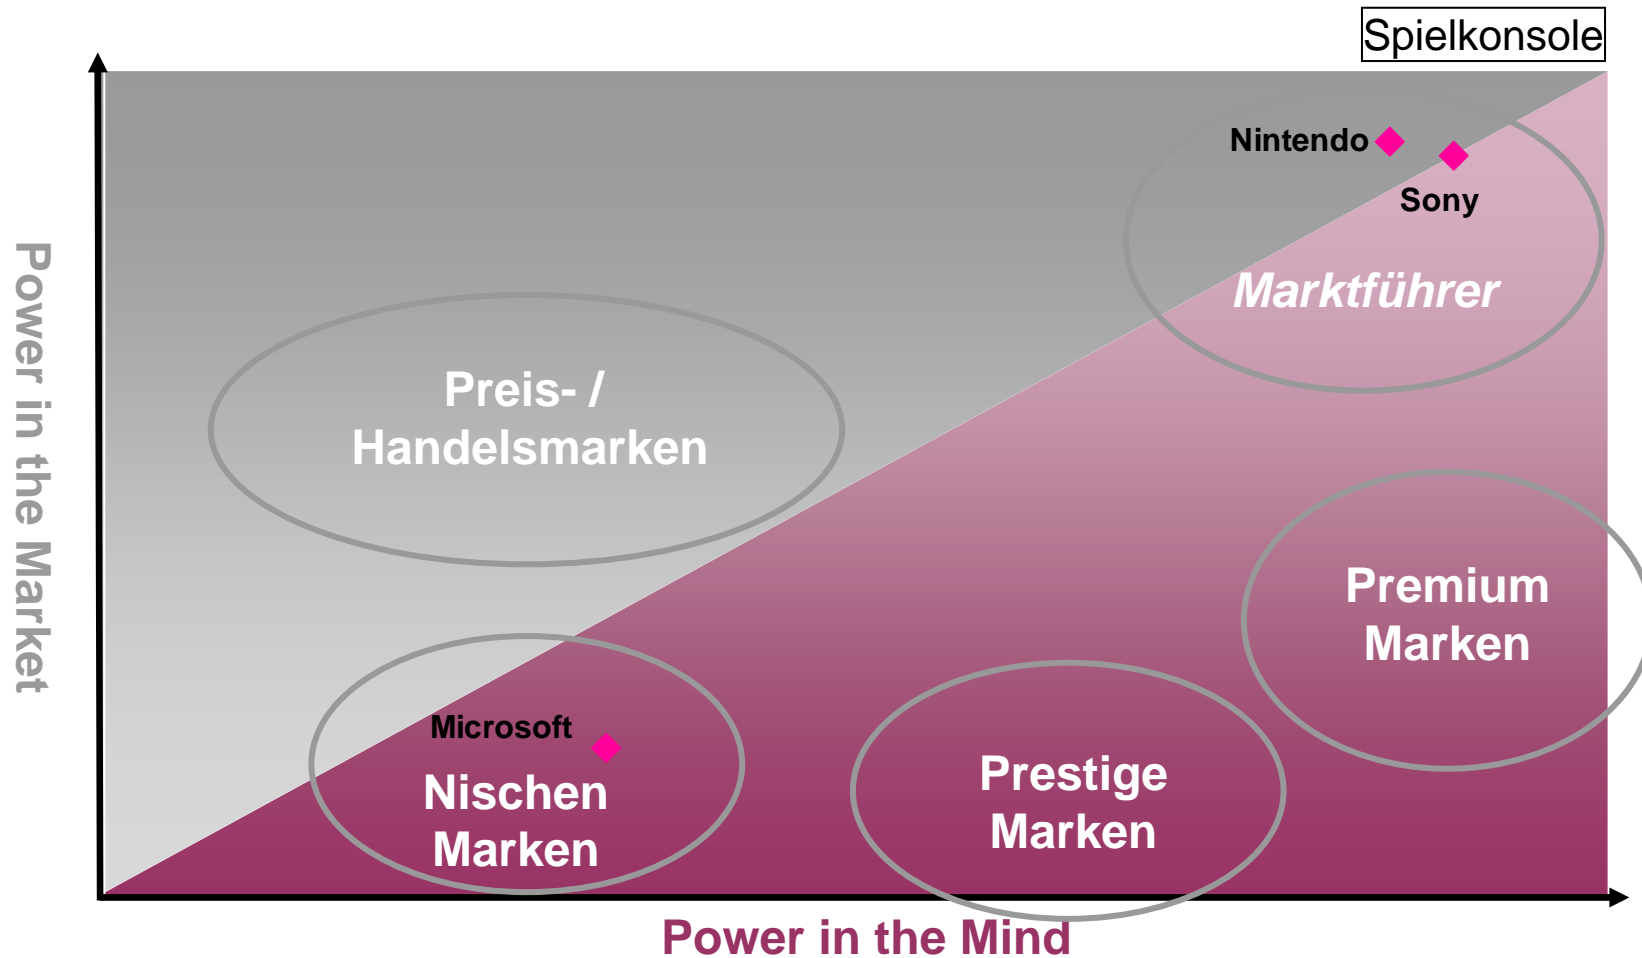 Spielkonsole
Nintendo
Sony
Marktführer
Power in the Market
Preis- /
Handelsmarken
Premium
Marken
Microsoft
Nischen
Marken
Prestige
Marken
Power in the Mind